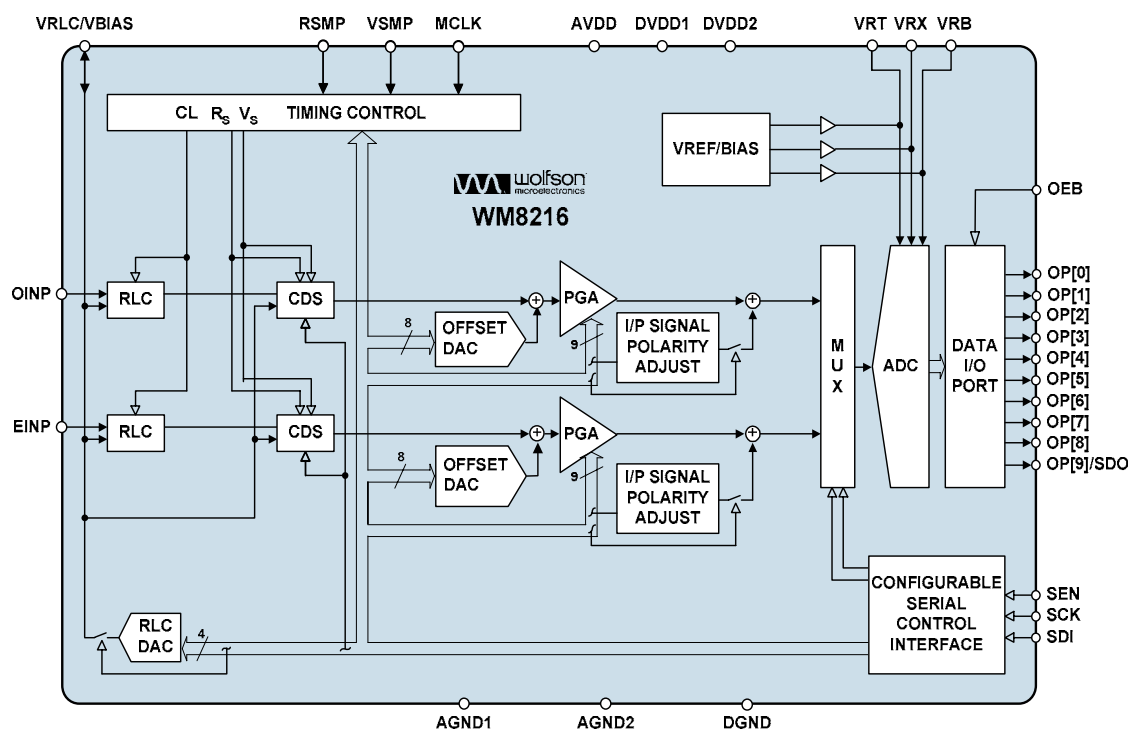 VRLC/VBIAS RSMP VSMP MCLK AVDD DVDD1 DVDD2 VRT VRX VRB
CL RS VS TIMING CONTROL
VREF/BIAS
wolfson
microelectronics
WM8216
OEB
OINP
RLC
CDS
8
OFFSET
DAC
PGA
9
I/P SIGNAL
POLARITY
ADJUST
EINP
RLC
CDS
8
OFFSET
DAC
PGA
9
I/P SIGNAL
POLARITY
ADJUST
M
U
X
ADC
DATA
I/O
PORT
OP[0]
OP[1]
OP[2]
OP[3]
OP[4]
OP[5]
OP[6]
OP[7]
OP[8]
OP[9]/SDO
RLC
DAC
4
CONFIGURABLE
SERIAL
CONTROL
INTERFACE
SEN
SCK
SDI
AGND1 AGND2 DGND